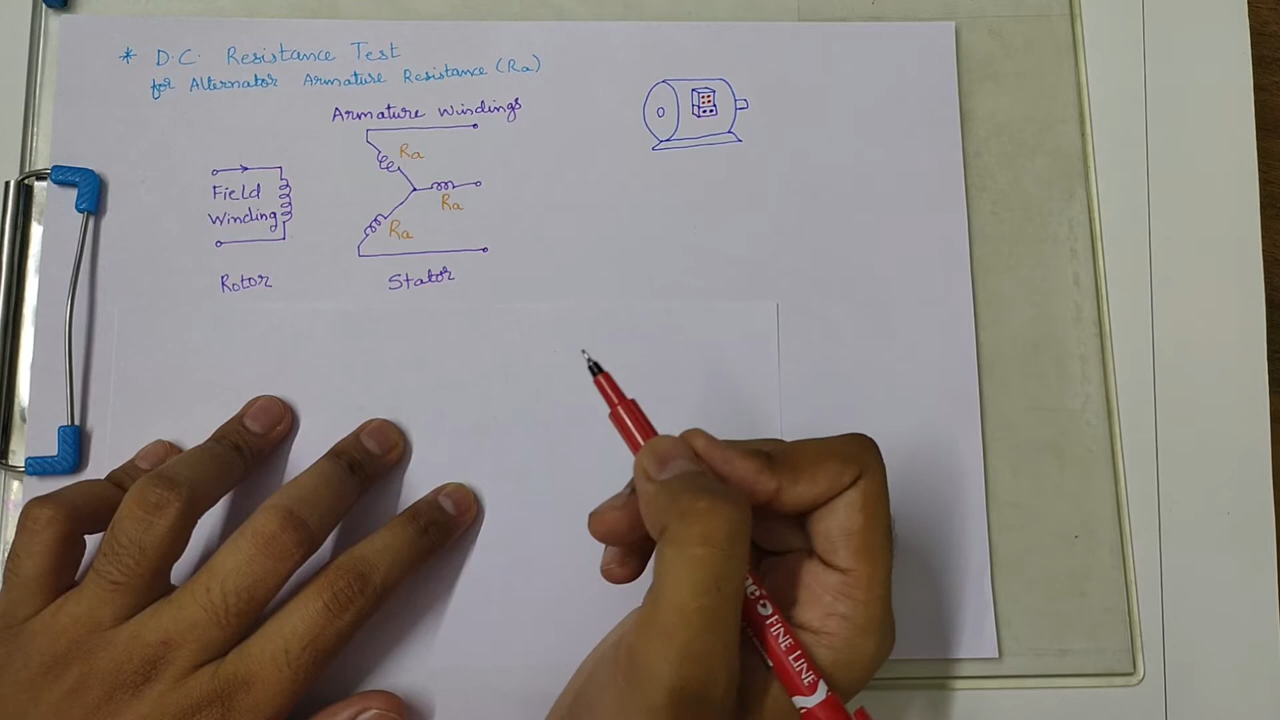 * D.C. Resistance Test
for Alternator Armature Resistance (Ra)
Armature Windings
Ra
Field
Winding
Ra
Ra
Rotor
Stator
FINE LINE